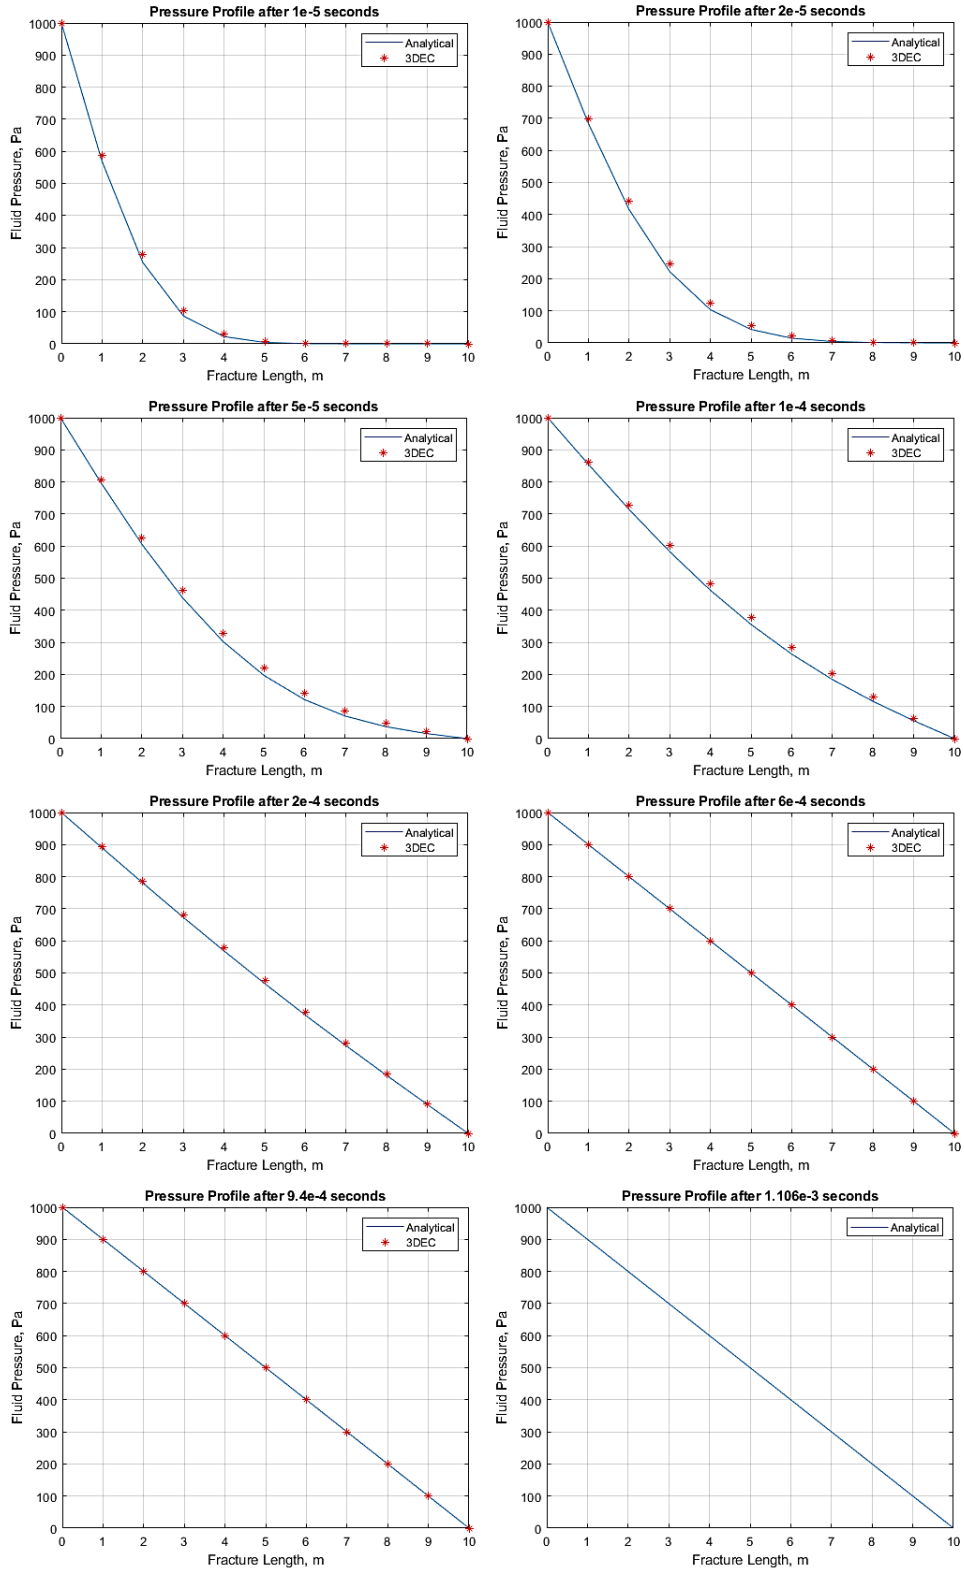 Pressure Profile after 1e-5 seconds
1000
900
800
700
600
500
400
300
200
100
0
Fluid Pressure, Pa
Analytical
3DEC
0 1 2 3 4 5 6 7 8 9 10
Fracture Length, m
Pressure Profile after 2e-5 seconds
1000
900
800
700
600
500
400
300
200
100
0
Fluid Pressure, Pa
Analytical
3DEC
0 1 2 3 4 5 6 7 8 9 10
Fracture Length, m
Pressure Profile after 5e-5 seconds
1000
900
800
700
600
500
400
300
200
100
0
Fluid Pressure, Pa
Analytical
3DEC
0 1 2 3 4 5 6 7 8 9 10
Fracture Length, m
Pressure Profile after 1e-4 seconds
1000
900
800
700
600
500
400
300
200
100
0
Fluid Pressure, Pa
Analytical
3DEC
0 1 2 3 4 5 6 7 8 9 10
Fracture Length, m
Pressure Profile after 2e-4 seconds
1000
900
800
700
600
500
400
300
200
100
0
Fluid Pressure, Pa
Analytical
3DEC
0 1 2 3 4 5 6 7 8 9 10
Fracture Length, m
Pressure Profile after 6e-4 seconds
1000
900
800
700
600
500
400
300
200
100
0
Fluid Pressure, Pa
Analytical
3DEC
0 1 2 3 4 5 6 7 8 9 10
Fracture Length, m
Pressure Profile after 9.4e-4 seconds
1000
900
800
700
600
500
400
300
200
100
0
Fluid Pressure, Pa
Analytical
3DEC
0 1 2 3 4 5 6 7 8 9 10
Fracture Length, m
Pressure Profile after 1.106e-3 seconds
1000
900
800
700
600
500
400
300
200
100
0
Fluid Pressure, Pa
Analytical
0 1 2 3 4 5 6 7 8 9 10
Fracture Length, m